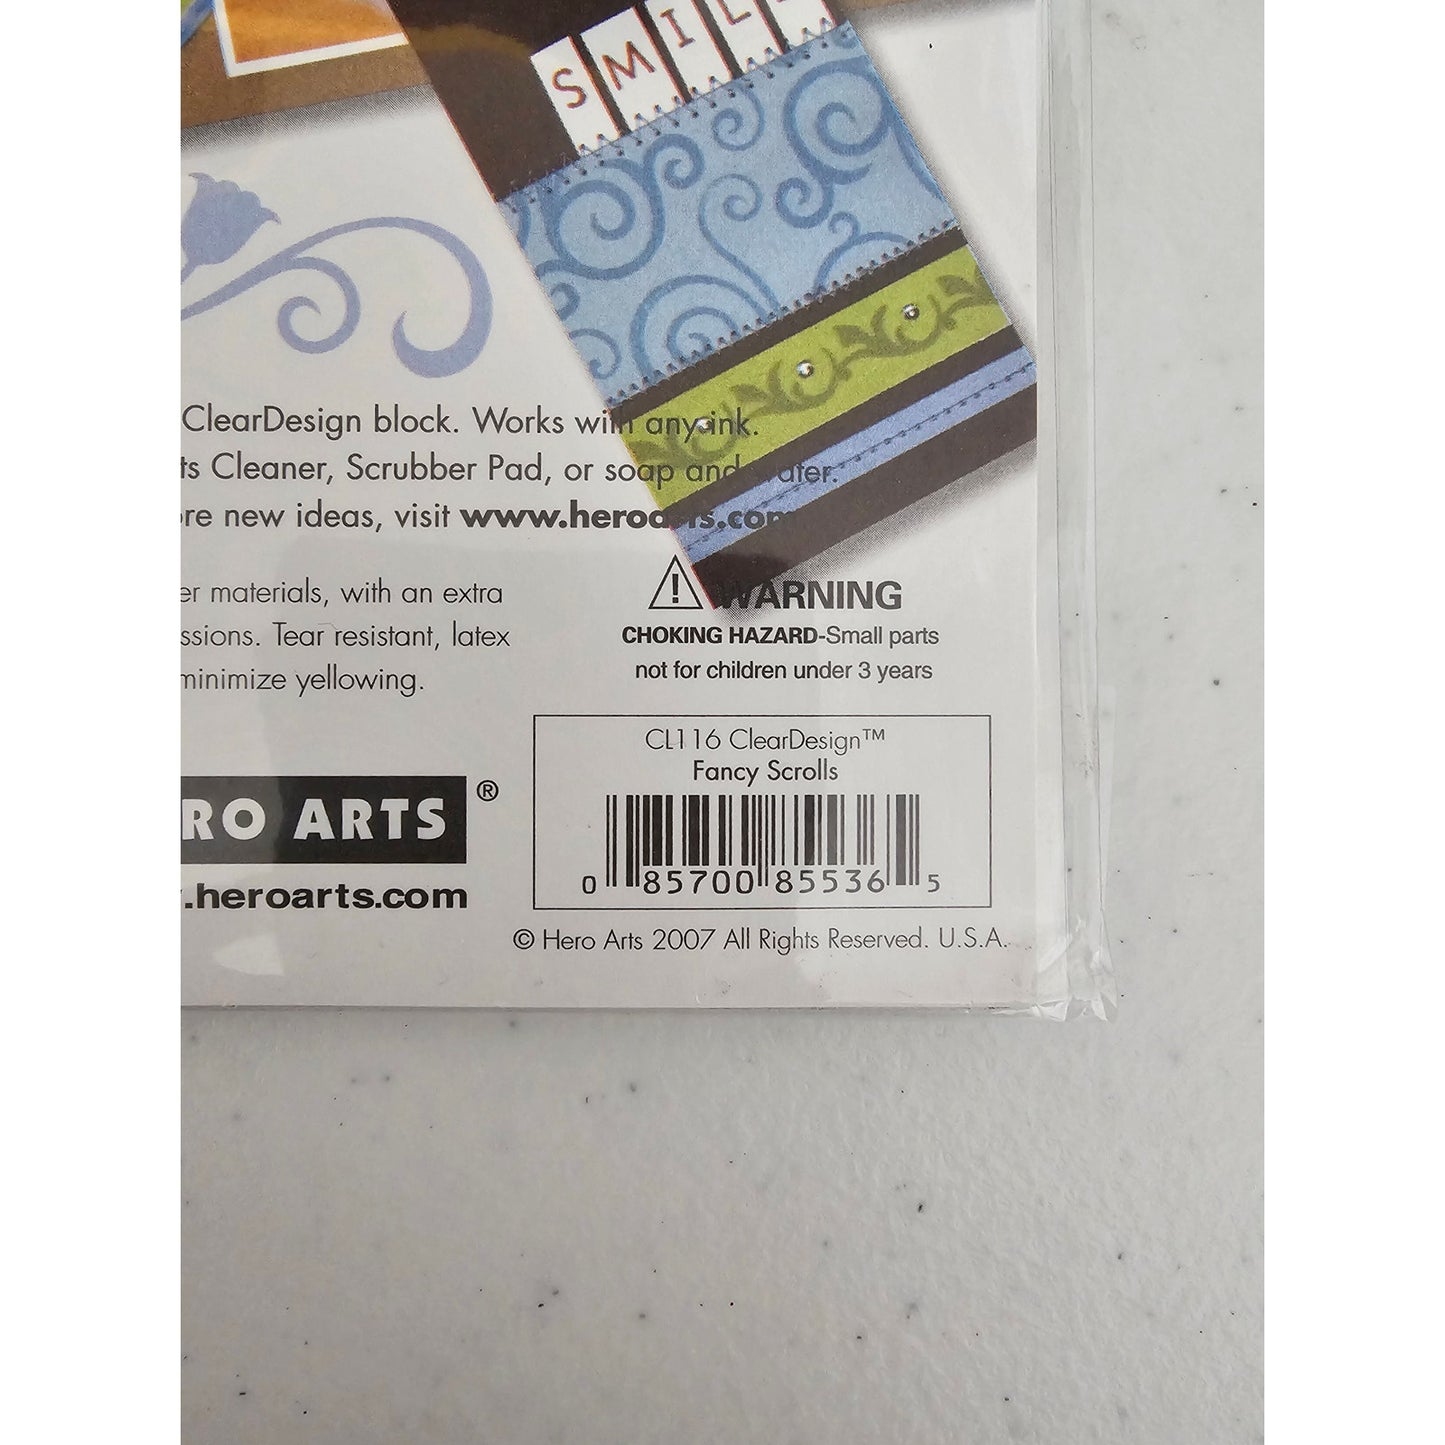 SMIL
ClearDesign block. Works with any ink.
ts Cleaner, Scrubber Pad, or soap and water.
ore new ideas, visit www.heroarts.com
er materials, with an extra
ssions. Tear resistant, latex
minimize yellowing.
WARNING
CHOKING HAZARD-Small parts
not for children under 3 years
CL116 ClearDesign™
Fancy Scrolls
0 85700 85536 5
RO ARTS®
.heroarts.com
© Hero Arts 2007 All Rights Reserved. U.S.A.